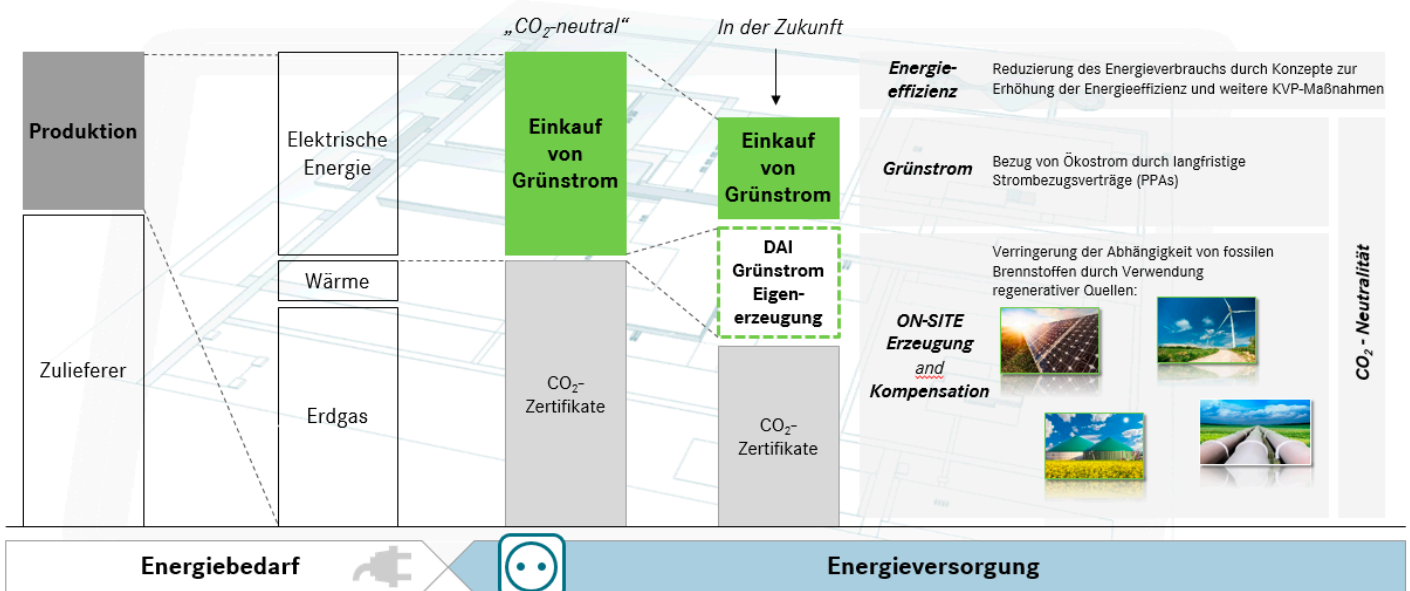 „CO₂-neutral“
In der Zukunft
Produktion
Zulieferer
Elektrische
Energie
Wärme
Erdgas
Einkauf
von
Grünstrom
CO₂-
Zertifikate
Einkauf
von
Grünstrom
DAI
Grünstrom
Eigen-
erzeugung
CO₂-
Zertifikate
Energie-
effizienz
Reduzierung des Energieverbrauchs durch Konzepte zur
Erhöhung der Energieeffizienz und weitere KVP-Maßnahmen
Grünstrom
Bezug von Ökostrom durch langfristige
Strombezugsverträge (PPAs)
ON-SITE
Erzeugung
and
Kompensation
Verringerung der Abhängigkeit von fossilen
Brennstoffen durch Verwendung
regenerativer Quellen:
CO₂ - Neutralität
Energiebedarf
Energieversorgung